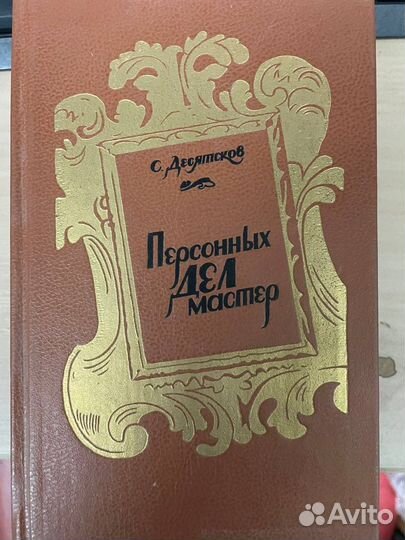 С. Десятсков
Персонных
дел
мастер
Avito